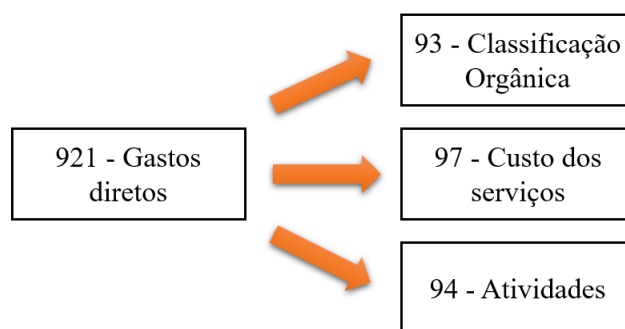 921 - Gastos
diretos
93 - Classificação
Orgânica
97 - Custo dos
serviços
94 - Atividades